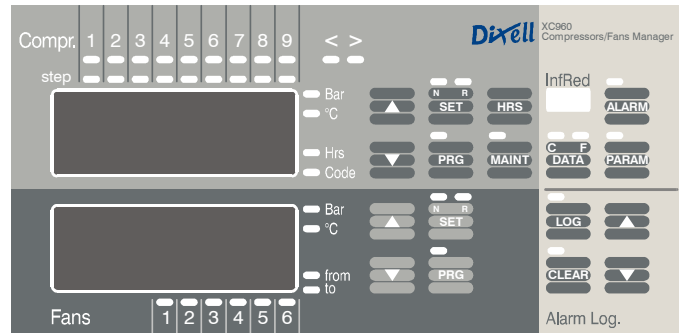 Compr. 1 2 3 4 5 6 7 8 9 < >
Dixell
XC960
Compressors/Fans Manager
step
Bar
°C
Hrs
Code
N R
SET
HRS
PRG
MAINT
InfRed
ALARM
C F
DATA
PARAM
Bar
°C
from
to
N R
SET
PRG
LOG
CLEAR
Fans 1 2 3 4 5 6
Alarm Log.